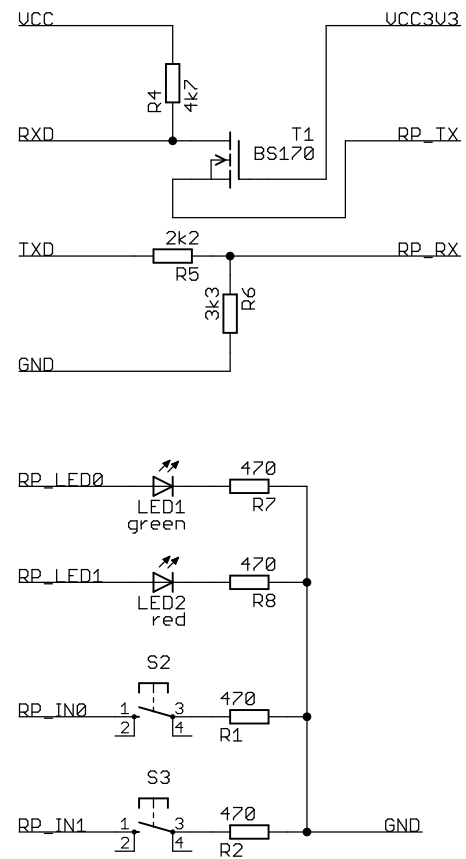 VCC
VCC3V3
R4
4k7
RXD
T1
BS170
RP_TX
TXD
2k2
R5
RP_RX
3k3
R6
GND
RP_LED0
LED1
green
470
R7
RP_LED1
LED2
red
470
R8
S2
RP_IN0
1
2
3
4
470
R1
S3
RP_IN1
1
2
3
4
470
R2
GND